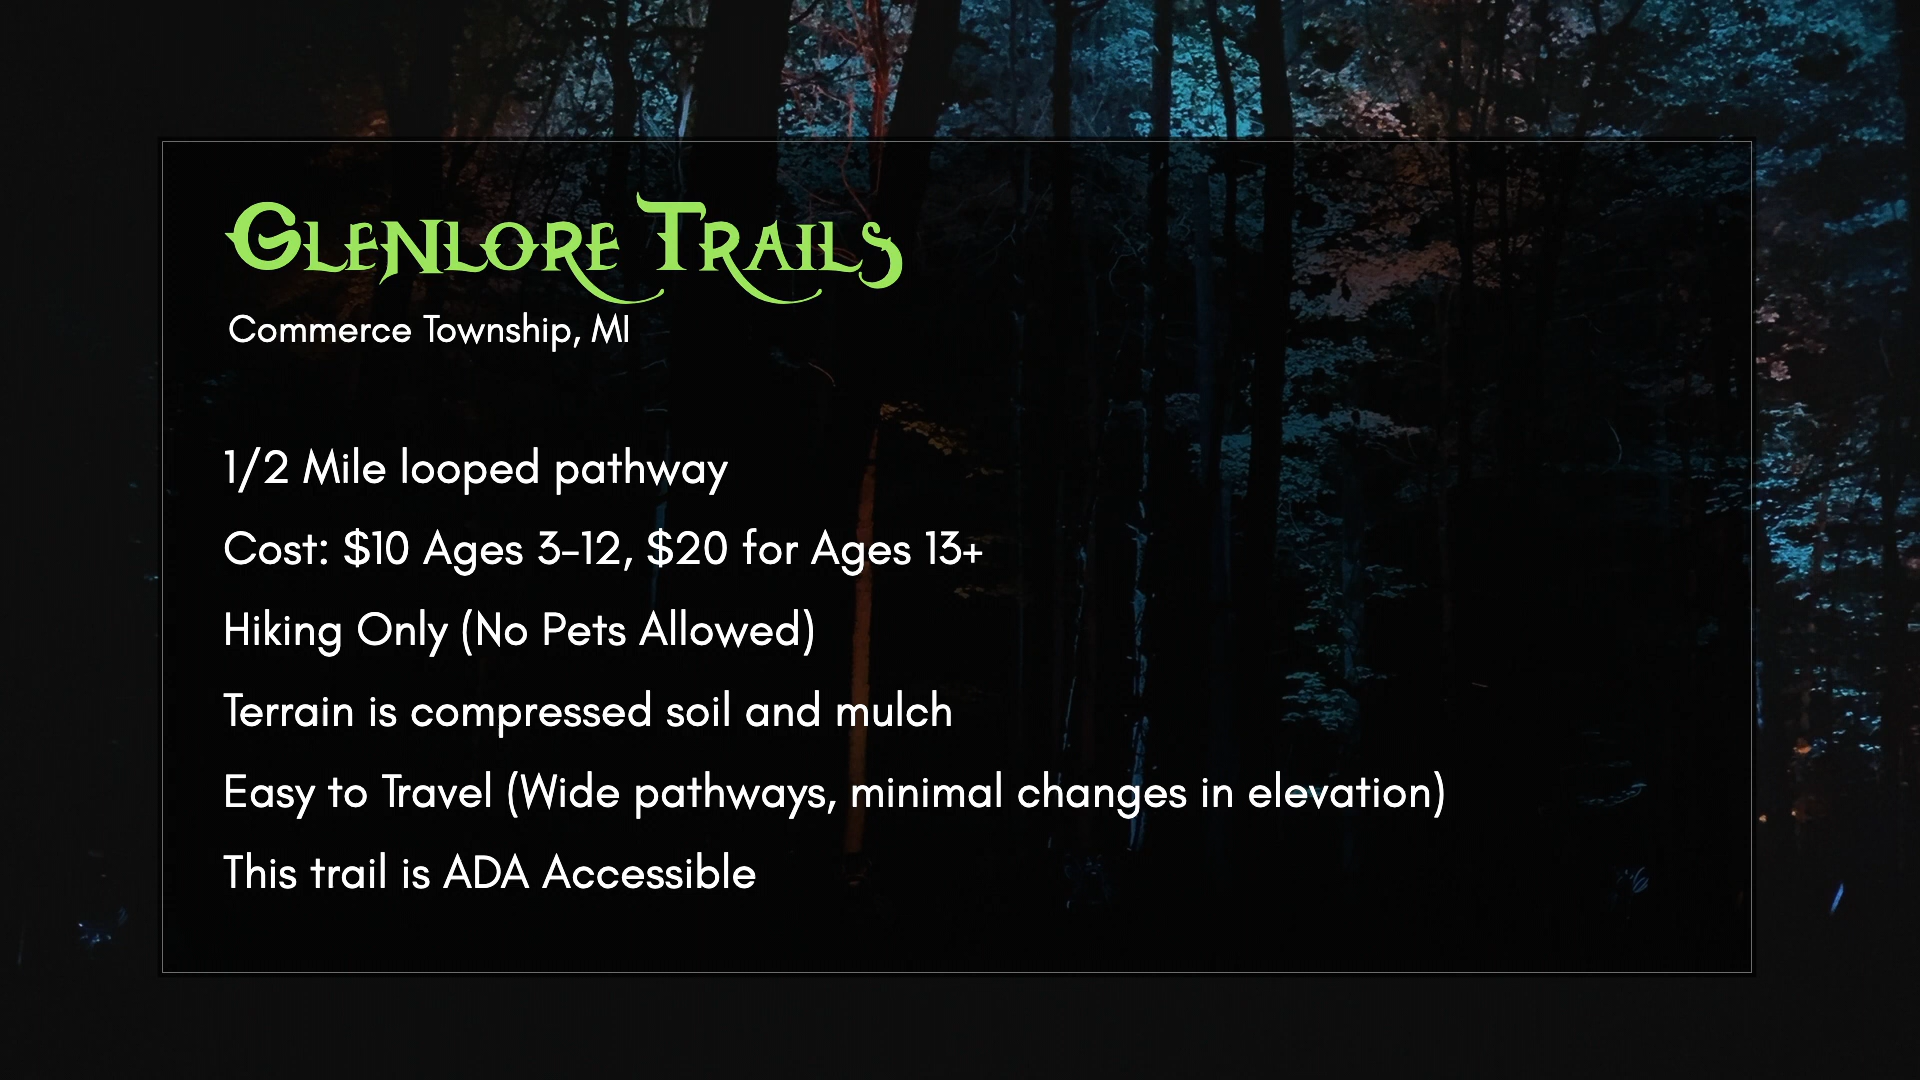 Glenlore Trails
Commerce Township, MI
1/2 Mile looped pathway
Cost: $10 Ages 3-12, $20 for Ages 13+
Hiking Only (No Pets Allowed)
Terrain is compressed soil and mulch
Easy to Travel (Wide pathways, minimal changes in elevation)
This trail is ADA Accessible